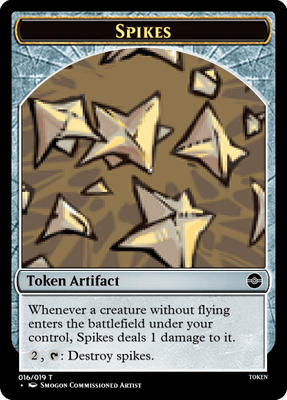 Spikes
Token Artifact
Whenever a creature without flying
enters the battlefield under your
control, Spikes deals 1 damage to it.
2, : Destroy spikes.
016/019 T TOKEN
Smogon Commissioned Artist